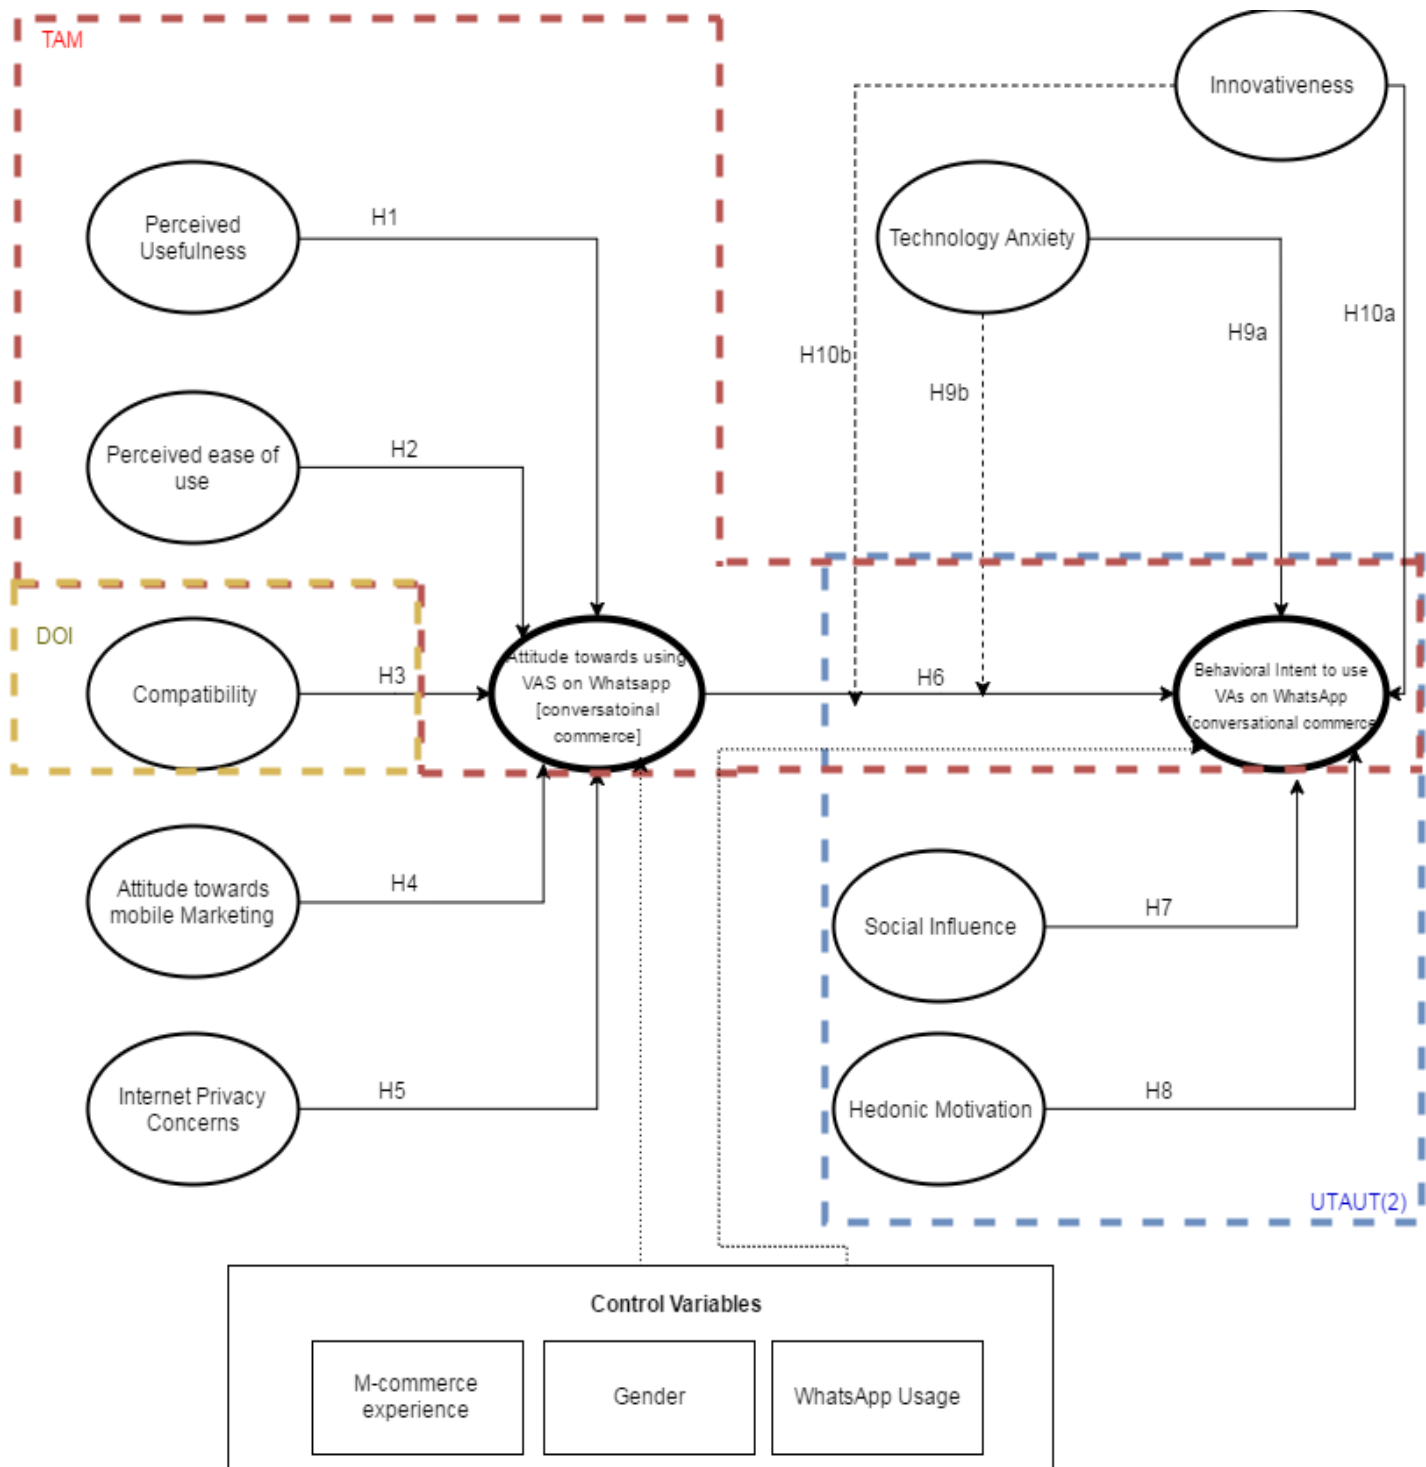 TAM
Innovativeness
Perceived
Usefulness
H1
Technology Anxiety
H10a
H9a
H10b
H9b
Perceived ease of
use
H2
DOI
Compatibility
H3
Attitude towards using
VAS on Whatsapp
[conversatoinal
commerce]
H6
Behavioral Intent to use
VAs on WhatsApp
[conversational commerce
Attitude towards
mobile Marketing
H4
Social Influence
H7
Internet Privacy
Concerns
H5
Hedonic Motivation
H8
UTAUT(2)
Control Variables
M-commerce
experience
Gender
WhatsApp Usage